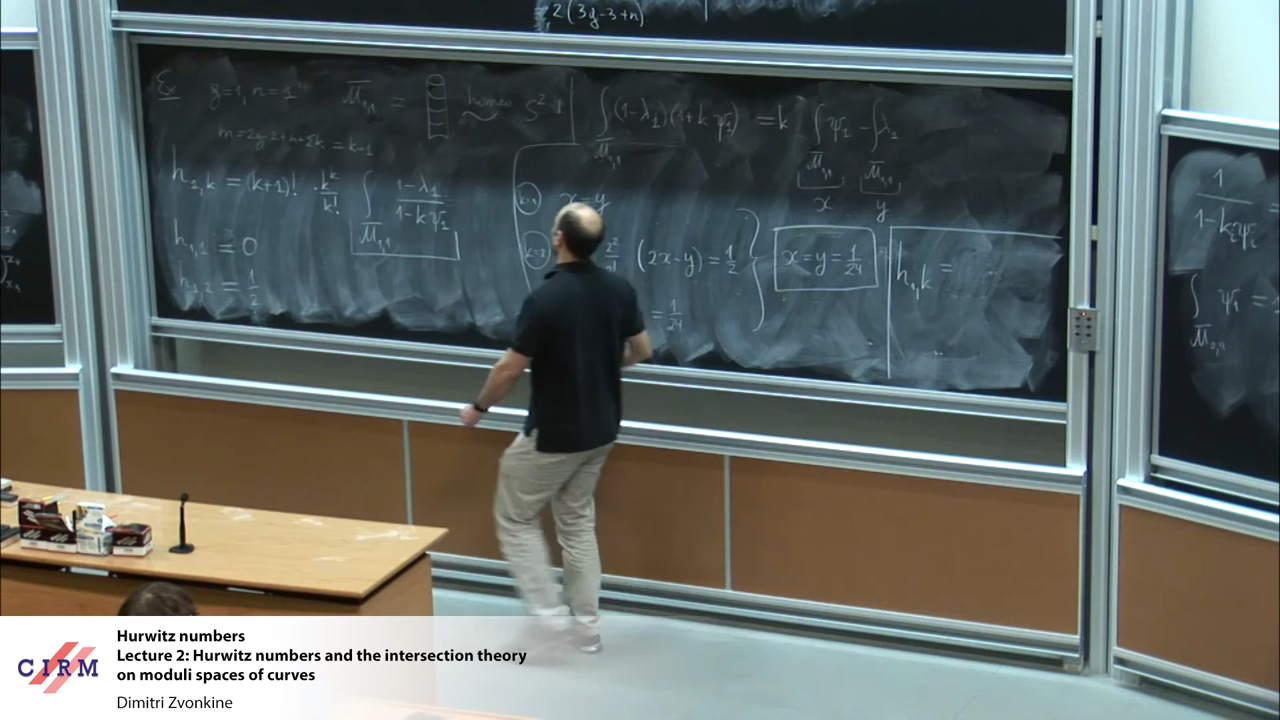 2(3g-3+n)
Ex g=1, n=1 M̄₁,₁ = homeo S²
m=2g-2+n+Σk = k+1
∫_{M̄₁,₁} (1-λ₁)(1+kψ₁) = k ∫_{M̄₁,₁} ψ₁ - ∫_{M̄₁,₁} λ₁
x y
h₁,k = (k+1)! · k^k/k! ∫_{M̄₁,₁} (1-λ₁)/(1-kψ₁)
h₁,₁ = 0
h₁,₂ = 1/2
k=1 x=y
k=2 (2x-y) = 1/2
= 1/24
x=y=1/24
h₁,k =
∫_{M̄₀,₄} ψ₁ =
Hurwitz numbers
Lecture 2: Hurwitz numbers and the intersection theory
on moduli spaces of curves
Dimitri Zvonkine
CIRM